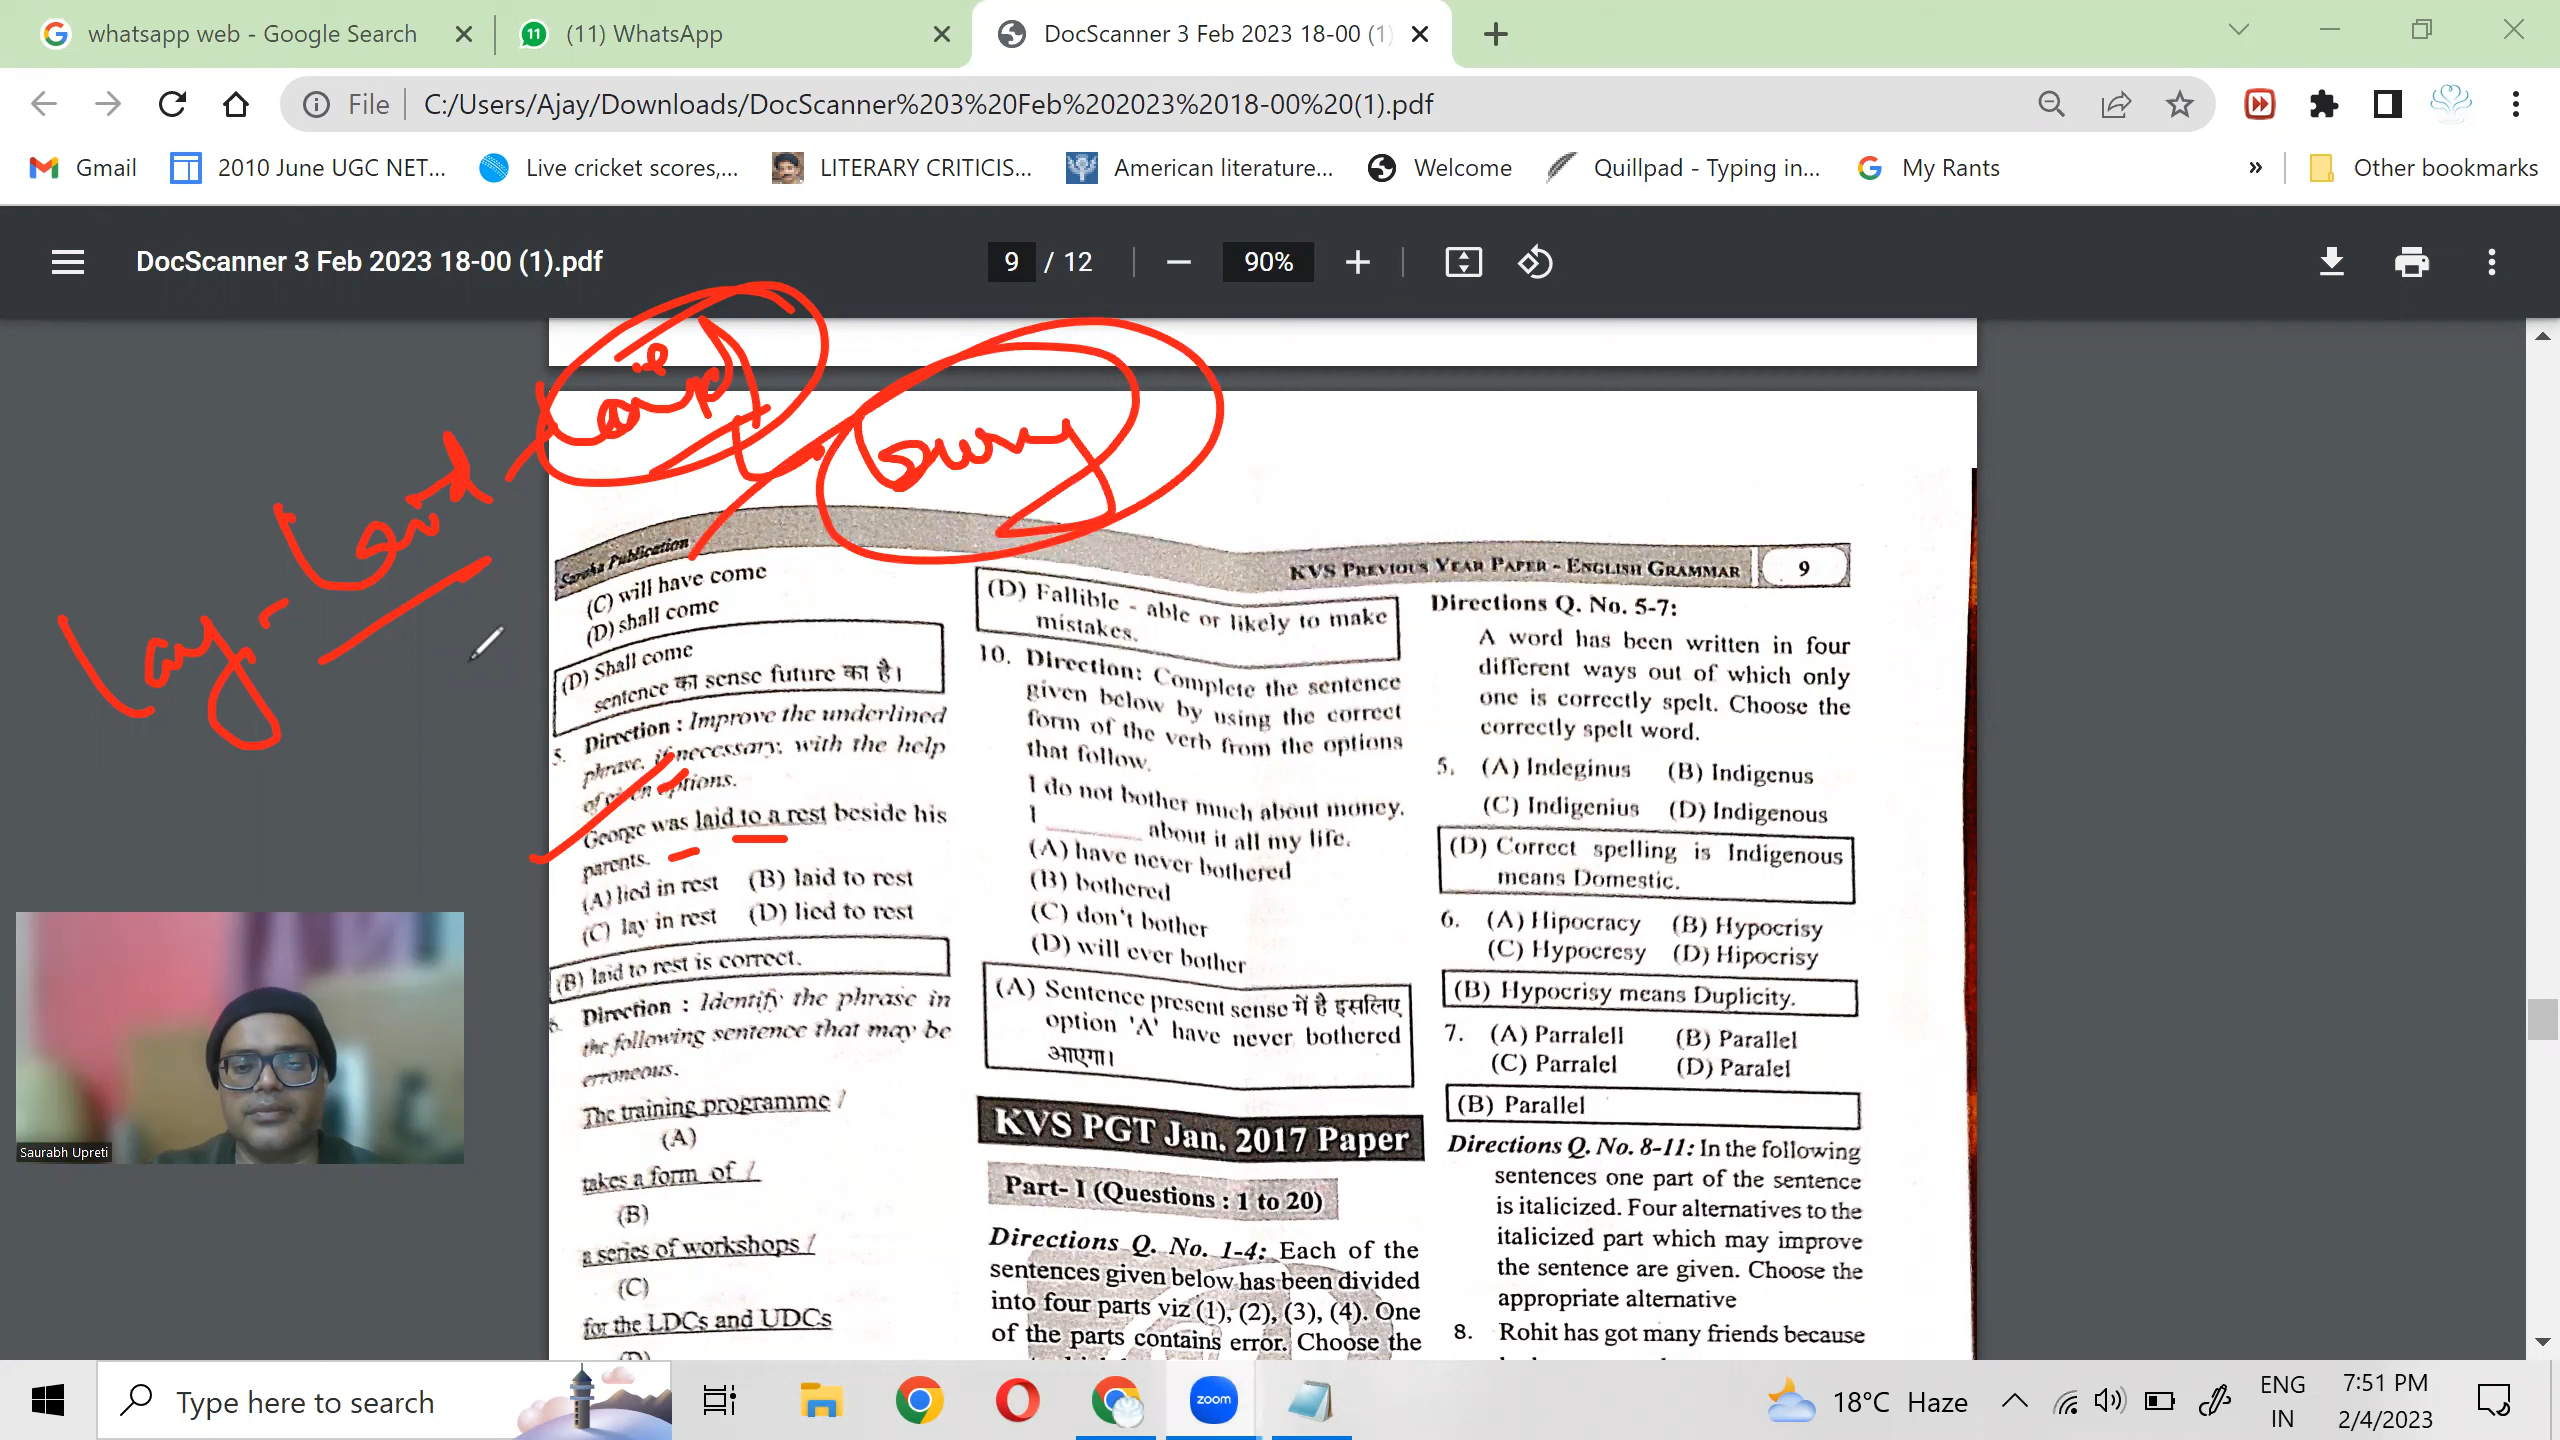 whatsapp web - Google Search
11
(11) WhatsApp
DocScanner 3 Feb 2023 18-00 (1)
File
C:/Users/Ajay/Downloads/DocScanner%203%20Feb%202023%2018-00%20(1).pdf
Gmail
2010 June UGC NET...
Live cricket scores,...
LITERARY CRITICIS...
American literature...
Welcome
Quillpad - Typing in...
My Rants
»
Other bookmarks
DocScanner 3 Feb 2023 18-00 (1).pdf
9 / 12
90%
Lay - Laid - Laid
Publication
(C) will have come
(D) shall come
(D) Shall come
sentence का sense future का है।
5. Direction : Improve the underlined
phrase, if necessary, with the help
of given options.
George was laid to a rest beside his
parents.
(A) lied in rest (B) laid to rest
(C) lay in rest (D) lied to rest
(B) laid to rest is correct.
6. Direction : Identify the phrase in
the following sentence that may be
erroneous.
The training programme /
(A)
takes a form of /
(B)
a series of workshops /
(C)
for the LDCs and UDCs
(D) Fallible - able or likely to make
mistakes.
10. Direction: Complete the sentence
given below by using the correct
form of the verb from the options
that follow.
I do not bother much about money.
I ________ about it all my life.
(A) have never bothered
(B) bothered
(C) don't bother
(D) will ever bother
(A) Sentence present sense में है इसलिए
option 'A' have never bothered
आएगा।
KVS PGT Jan. 2017 Paper
Part- I (Questions : 1 to 20)
Directions Q. No. 1-4: Each of the
sentences given below has been divided
into four parts viz (1), (2), (3), (4). One
of the parts contains error. Choose the
KVS PREVIOUS YEAR PAPER - ENGLISH GRAMMAR
9
Directions Q. No. 5-7:
A word has been written in four
different ways out of which only
one is correctly spelt. Choose the
correctly spelt word.
5. (A) Indeginus (B) Indigenus
(C) Indigenius (D) Indigenous
(D) Correct spelling is Indigenous
means Domestic.
6. (A) Hipocracy (B) Hypocrisy
(C) Hypocresy (D) Hipocrisy
(B) Hypocrisy means Duplicity.
7. (A) Parralell (B) Parallel
(C) Parralel (D) Paralel
(B) Parallel
Directions Q. No. 8-11: In the following
sentences one part of the sentence
is italicized. Four alternatives to the
italicized part which may improve
the sentence are given. Choose the
appropriate alternative
8. Rohit has got many friends because
Saurabh Upreti
Type here to search
zoom
18°C Haze
ENG
IN
7:51 PM
2/4/2023